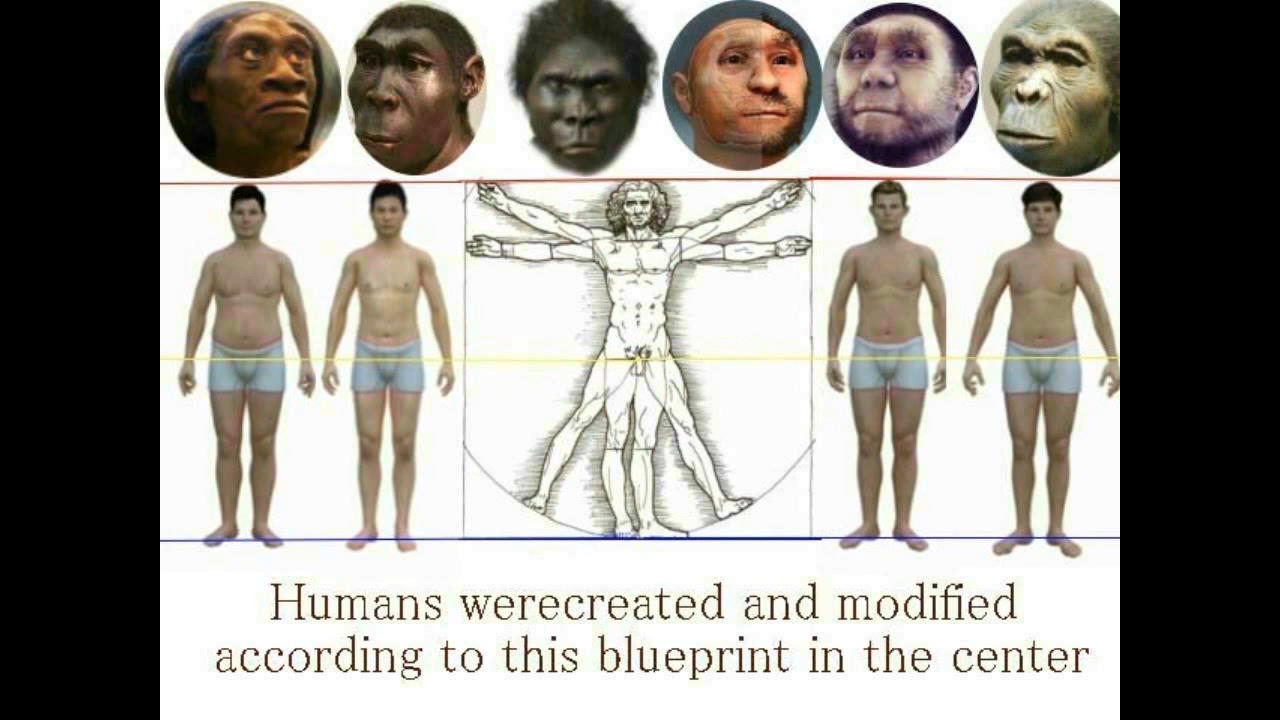 Humans werecreated and modified
according to this blueprint in the center